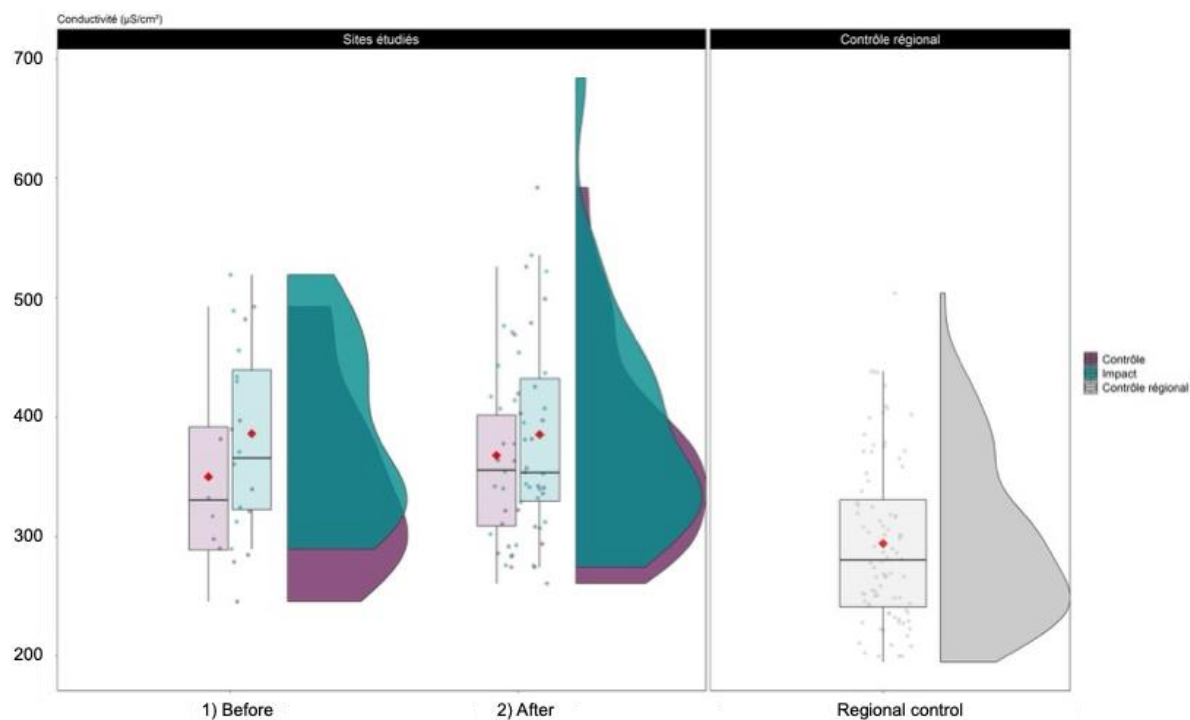 Conductivité (µS/cm²)
Sites étudiés
Contrôle régional
700
600
500
400
300
200
Contrôle
Impact
Contrôle régional
1) Before
2) After
Regional control